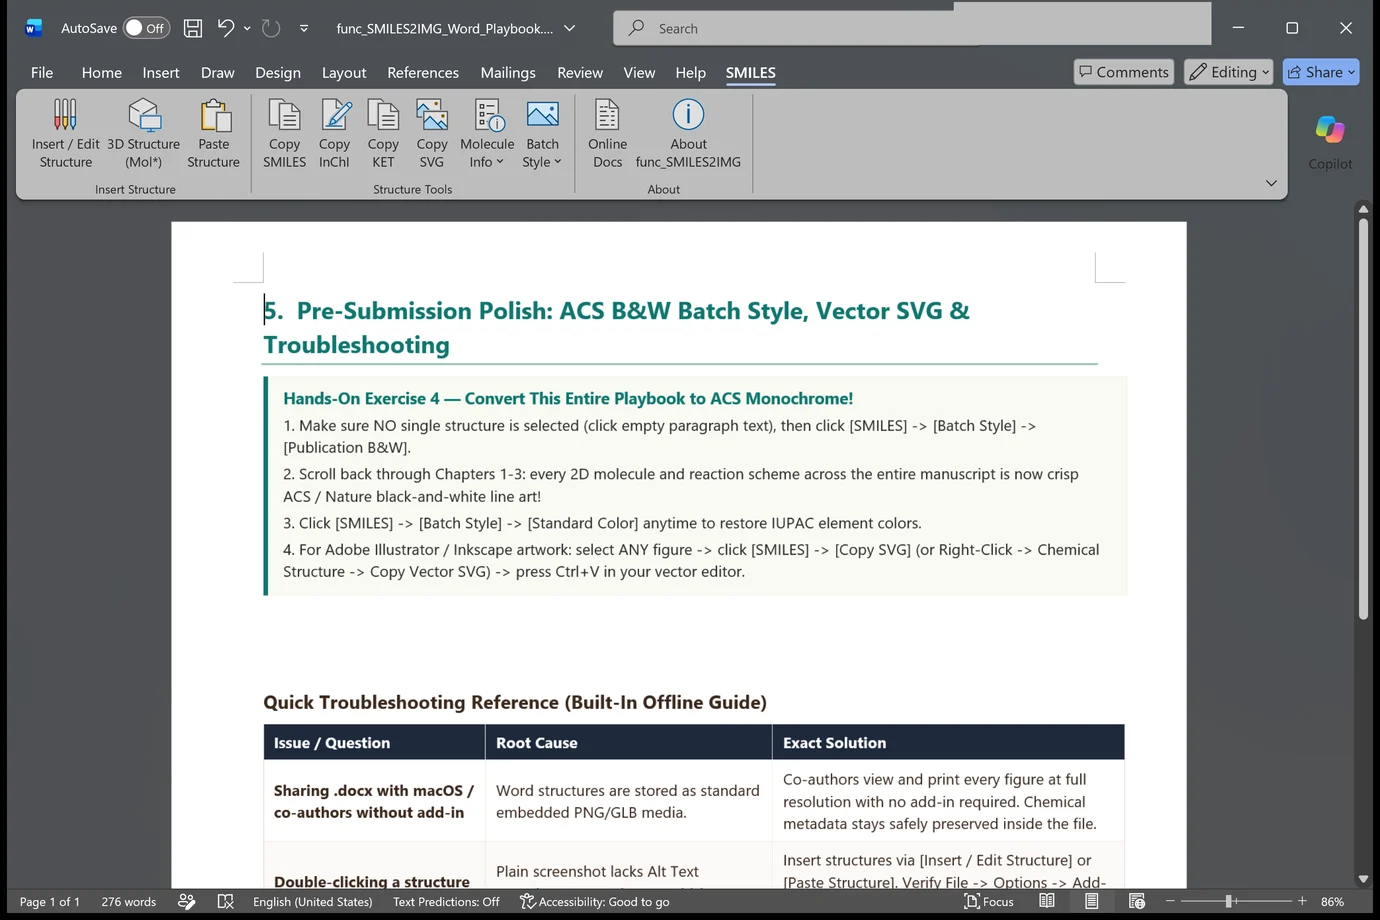 AutoSave Off func_SMILES2IMG_Word_Playbook.... Search
File Home Insert Draw Design Layout References Mailings Review View Help SMILES Comments Editing Share
Insert / Edit Structure
3D Structure (Mol*)
Paste Structure
Copy SMILES
Copy InChI
Copy KET
Copy SVG
Molecule Info
Batch Style
Online Docs
About func_SMILES2IMG
Copilot
Insert Structure Structure Tools About
5. Pre-Submission Polish: ACS B&W Batch Style, Vector SVG &
Troubleshooting
Hands-On Exercise 4 — Convert This Entire Playbook to ACS Monochrome!
1. Make sure NO single structure is selected (click empty paragraph text), then click [SMILES] -> [Batch Style] ->
[Publication B&W].
2. Scroll back through Chapters 1-3: every 2D molecule and reaction scheme across the entire manuscript is now crisp
ACS / Nature black-and-white line art!
3. Click [SMILES] -> [Batch Style] -> [Standard Color] anytime to restore IUPAC element colors.
4. For Adobe Illustrator / Inkscape artwork: select ANY figure -> click [SMILES] -> [Copy SVG] (or Right-Click -> Chemical
Structure -> Copy Vector SVG) -> press Ctrl+V in your vector editor.
Quick Troubleshooting Reference (Built-In Offline Guide)
Issue / Question Root Cause Exact Solution
Sharing .docx with macOS /
co-authors without add-in
Word structures are stored as standard
embedded PNG/GLB media.
Co-authors view and print every figure at full
resolution with no add-in required. Chemical
metadata stays safely preserved inside the file.
Double-clicking a structure
Plain screenshot lacks Alt Text
Insert structures via [Insert / Edit Structure] or
[Paste Structure]. Verify File -> Options -> Add-
Page 1 of 1 276 words English (United States) Text Predictions: Off Accessibility: Good to go Focus 86%